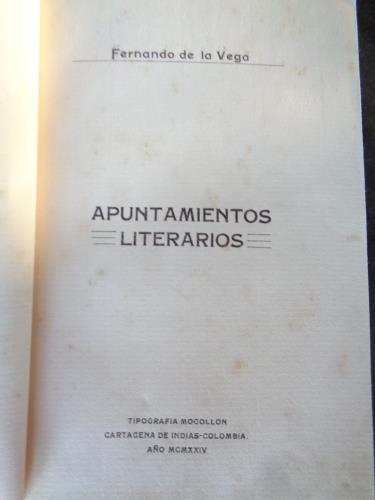 Fernando de la Vega
APUNTAMIENTOS
LITERARIOS
TIPOGRAFIA MOGOLLON
CARTAGENA DE INDIAS-COLOMBIA.
AÑO MCMXXIV